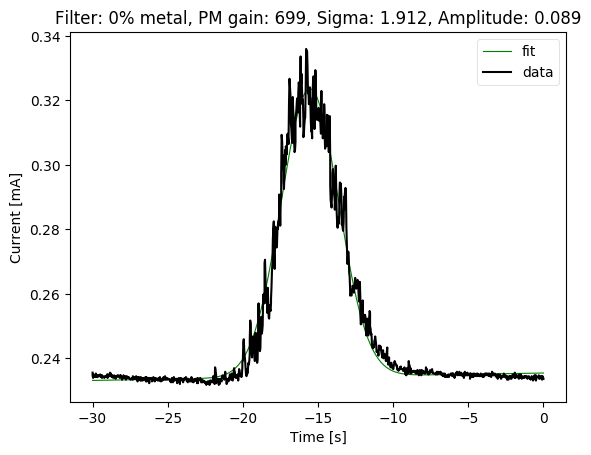 Filter: 0% metal, PM gain: 699, Sigma: 1.912, Amplitude: 0.089
fit
data
0.34
0.32
0.30
0.28
0.26
0.24
Current [mA]
−30 −25 −20 −15 −10 −5 0
Time [s]